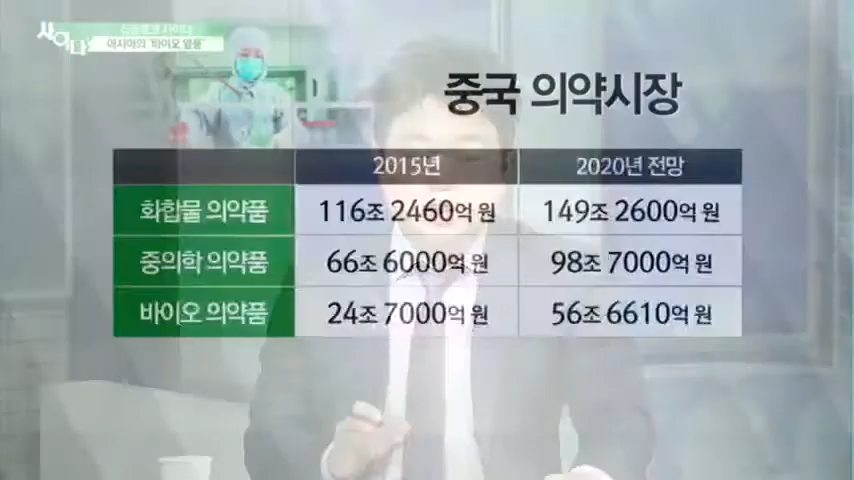 사이다
아시아의 "바이오 열풍"
중국 의약시장
2015년 2020년 전망
화합물 의약품 116조 2460억 원 149조 2600억 원
중의학 의약품 66조 6000억 원 98조 7000억 원
바이오 의약품 24조 7000억 원 56조 6610억 원